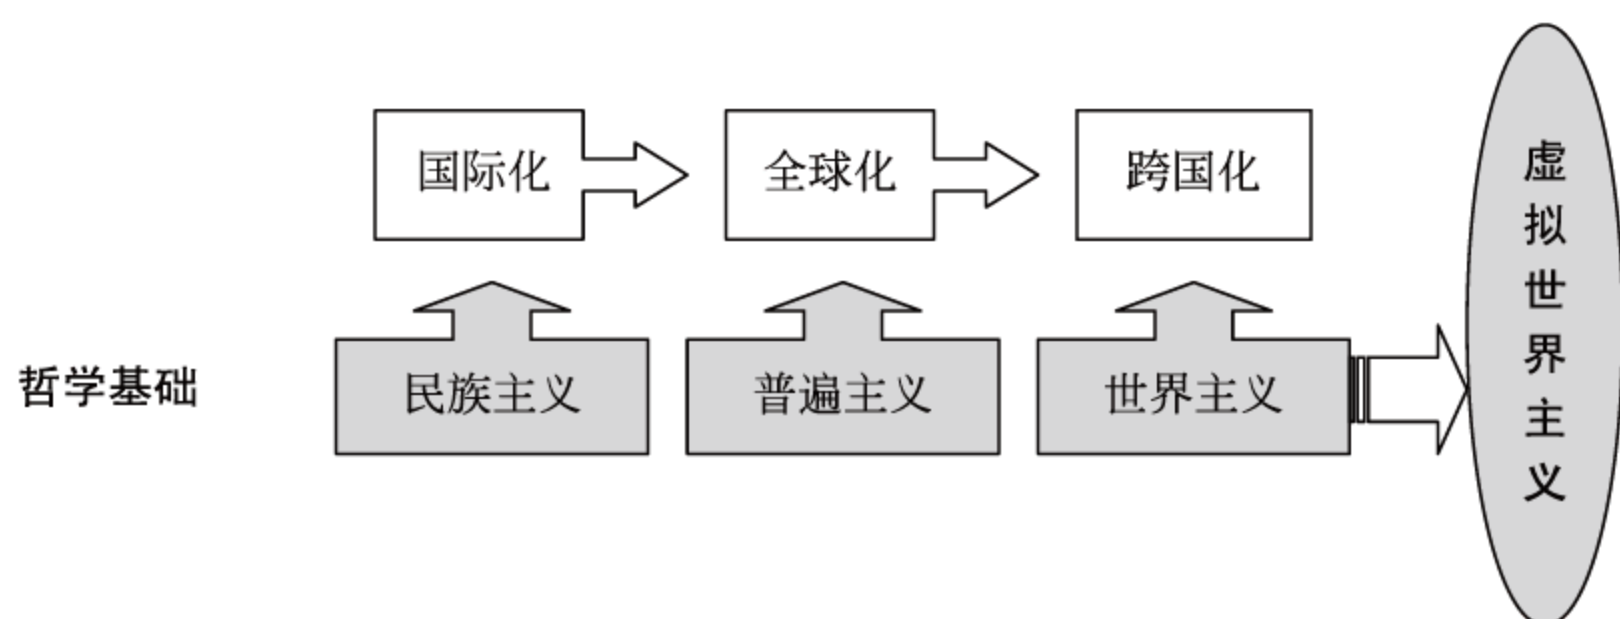 国际化
全球化
跨国化
哲学基础
民族主义
普遍主义
世界主义
虚拟世界主义